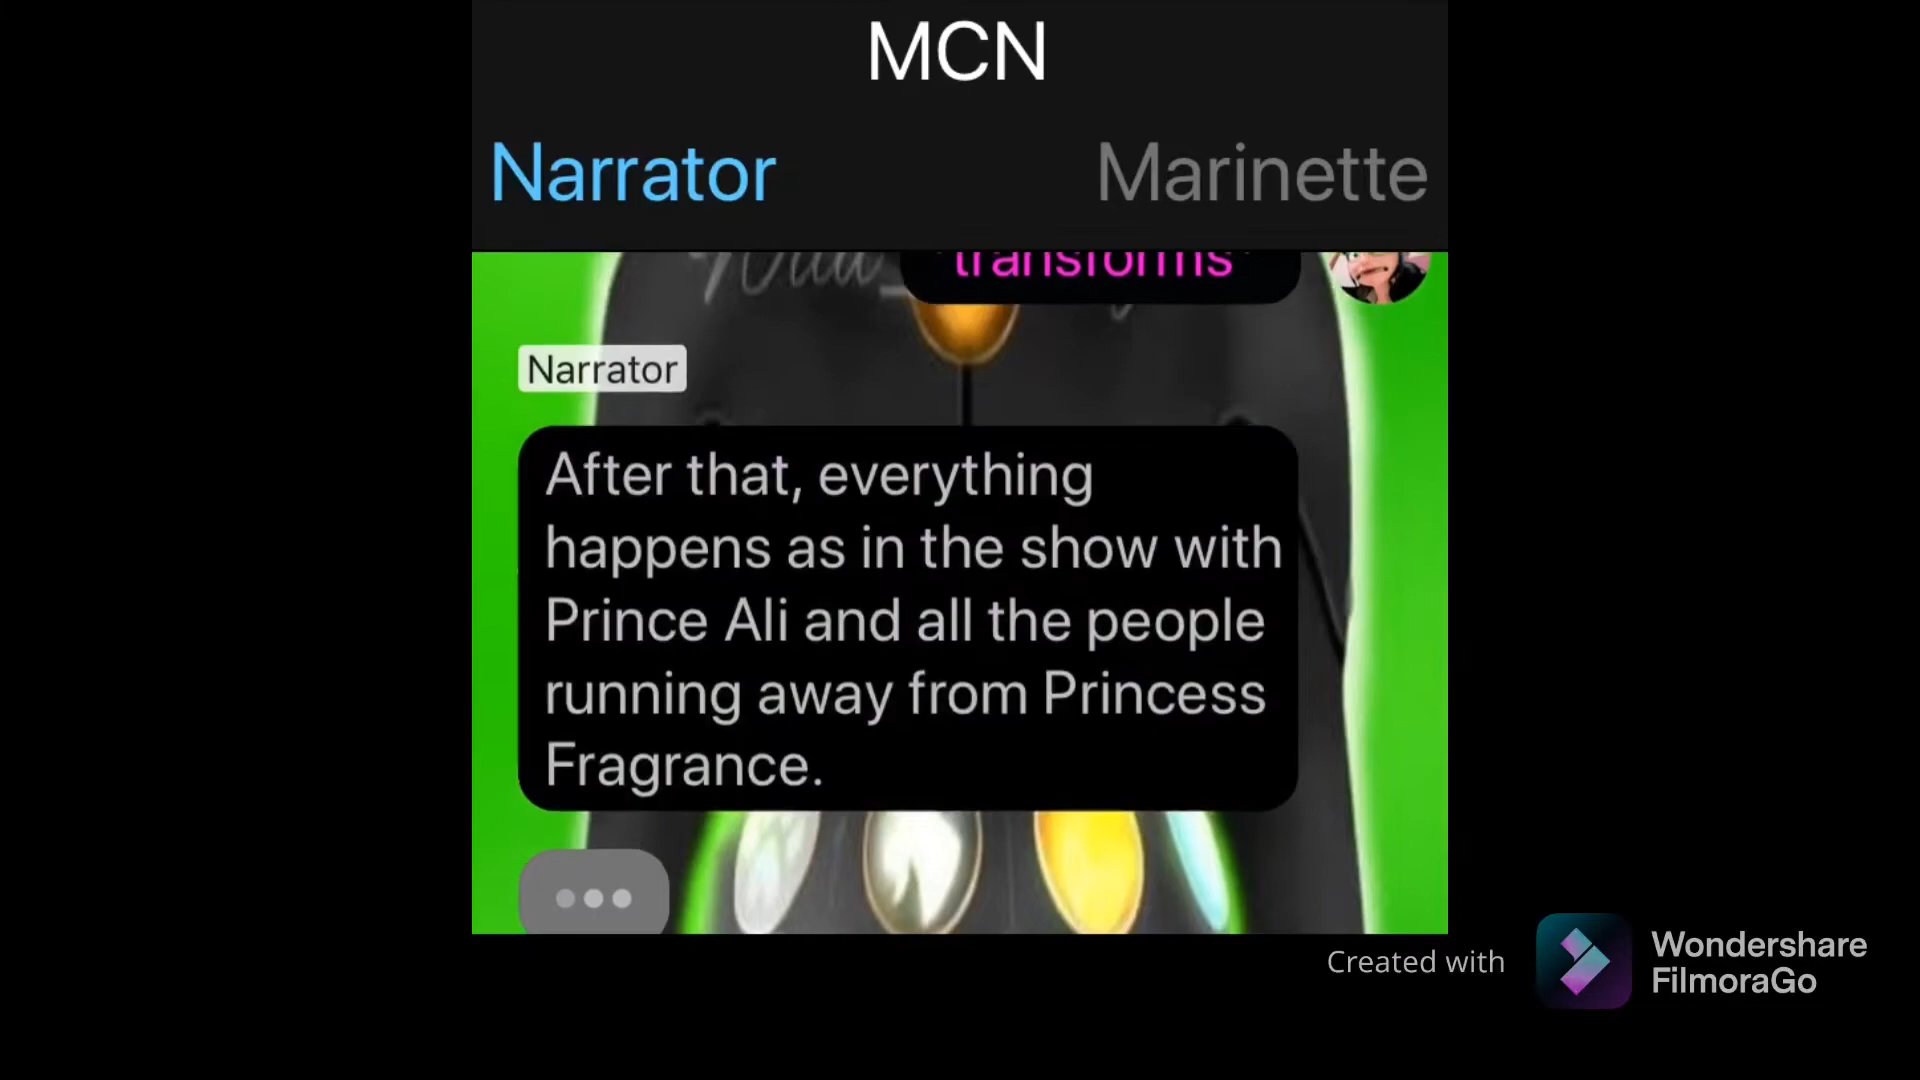 MCN
Narrator
Marinette
transforms
Narrator
After that, everything
happens as in the show with
Prince Ali and all the people
running away from Princess
Fragrance.
Created with
Wondershare
FilmoraGo